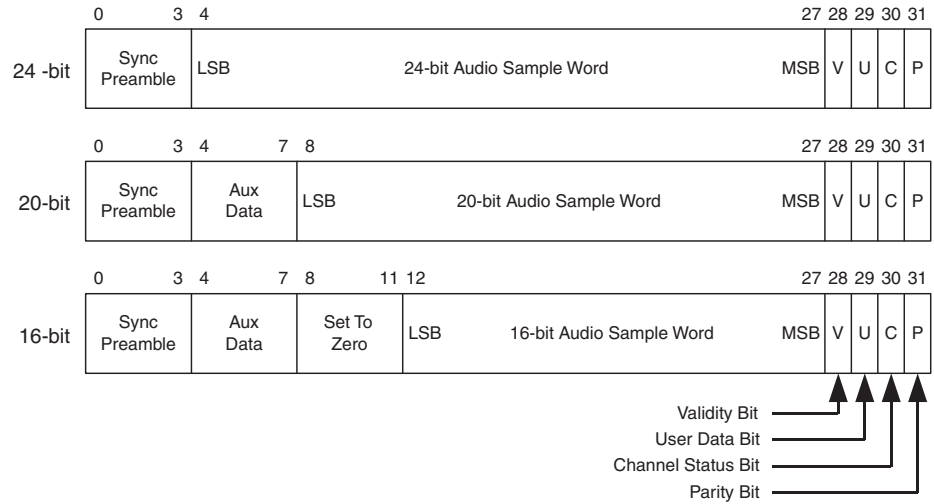 0 3 4 27 28 29 30 31
24 -bit Sync Preamble LSB 24-bit Audio Sample Word MSB V U C P
0 3 4 7 8 27 28 29 30 31
20-bit Sync Preamble Aux Data LSB 20-bit Audio Sample Word MSB V U C P
0 3 4 7 8 11 12 27 28 29 30 31
16-bit Sync Preamble Aux Data Set To Zero LSB 16-bit Audio Sample Word MSB V U C P
Validity Bit
User Data Bit
Channel Status Bit
Parity Bit